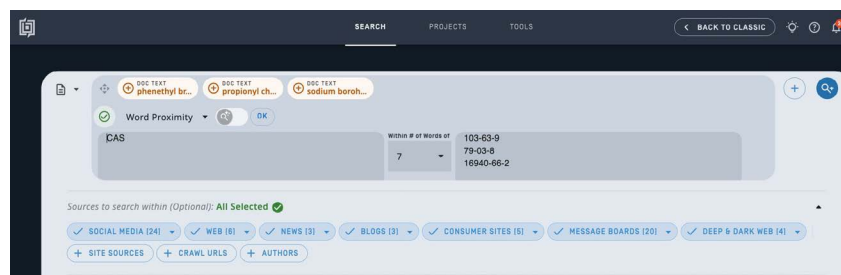 SEARCH PROJECTS TOOLS BACK TO CLASSIC
DOC TEXT DOC TEXT DOC TEXT
phenethyl br... propionyl ch... sodium boroh...
Word Proximity OK
CAS
Within # of Words of
7
103-63-9
79-03-8
16940-66-2
Sources to search within (Optional): All Selected
SOCIAL MEDIA (24) WEB (6) NEWS (3) BLOGS (3) CONSUMER SITES (5) MESSAGE BOARDS (20) DEEP & DARK WEB (4)
+ SITE SOURCES + CRAWL URLS + AUTHORS